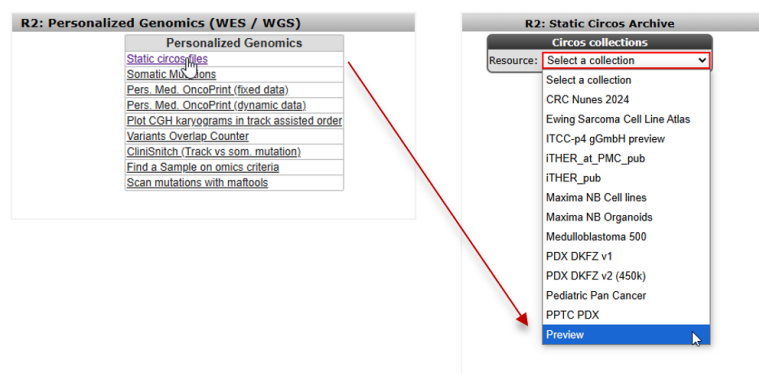 R2: Personalized Genomics (WES / WGS)
Personalized Genomics
Static circos files
Somatic Mutations
Pers. Med. OncoPrint (fixed data)
Pers. Med. OncoPrint (dynamic data)
Plot CGH karyograms in track assisted order
Variants Overlap Counter
CliniSnitch (Track vs som. mutation)
Find a Sample on omics criteria
Scan mutations with maftools
R2: Static Circos Archive
Circos collections
Resource: Select a collection
Select a collection
CRC Nunes 2024
Ewing Sarcoma Cell Line Atlas
ITCC-p4 gGmbH preview
iTHER_at_PMC_pub
iTHER_pub
Maxima NB Cell lines
Maxima NB Organoids
Medulloblastoma 500
PDX DKFZ v1
PDX DKFZ v2 (450k)
Pediatric Pan Cancer
PPTC PDX
Preview